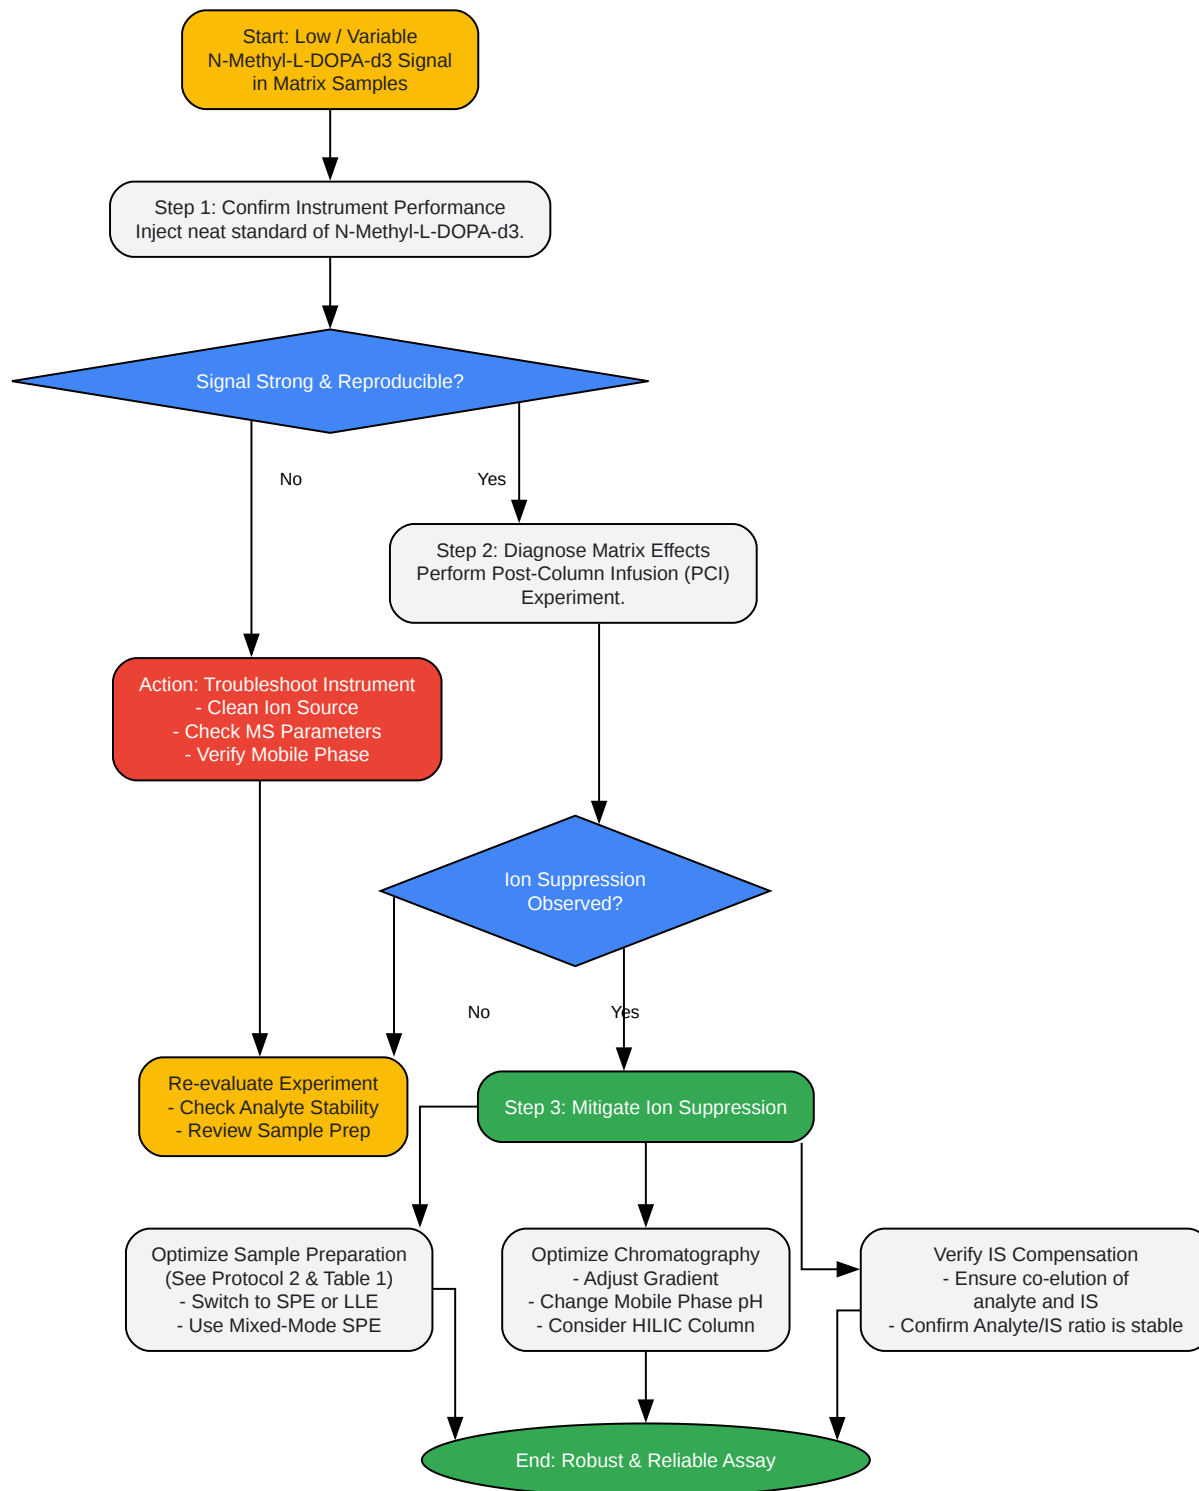 Start: Low / Variable
N-Methyl-L-DOPA-d3 Signal
in Matrix Samples
Step 1: Confirm Instrument Performance
Inject neat standard of N-Methyl-L-DOPA-d3.
Signal Strong & Reproducible?
No
Yes
Step 2: Diagnose Matrix Effects
Perform Post-Column Infusion (PCI)
Experiment.
Action: Troubleshoot Instrument
- Clean Ion Source
- Check MS Parameters
- Verify Mobile Phase
Ion Suppression
Observed?
No
Yes
Re-evaluate Experiment
- Check Analyte Stability
- Review Sample Prep
Step 3: Mitigate Ion Suppression
Optimize Sample Preparation
(See Protocol 2 & Table 1)
- Switch to SPE or LLE
- Use Mixed-Mode SPE
Optimize Chromatography
- Adjust Gradient
- Change Mobile Phase pH
- Consider HILIC Column
Verify IS Compensation
- Ensure co-elution of
analyte and IS
- Confirm Analyte/IS ratio is stable
End: Robust & Reliable Assay